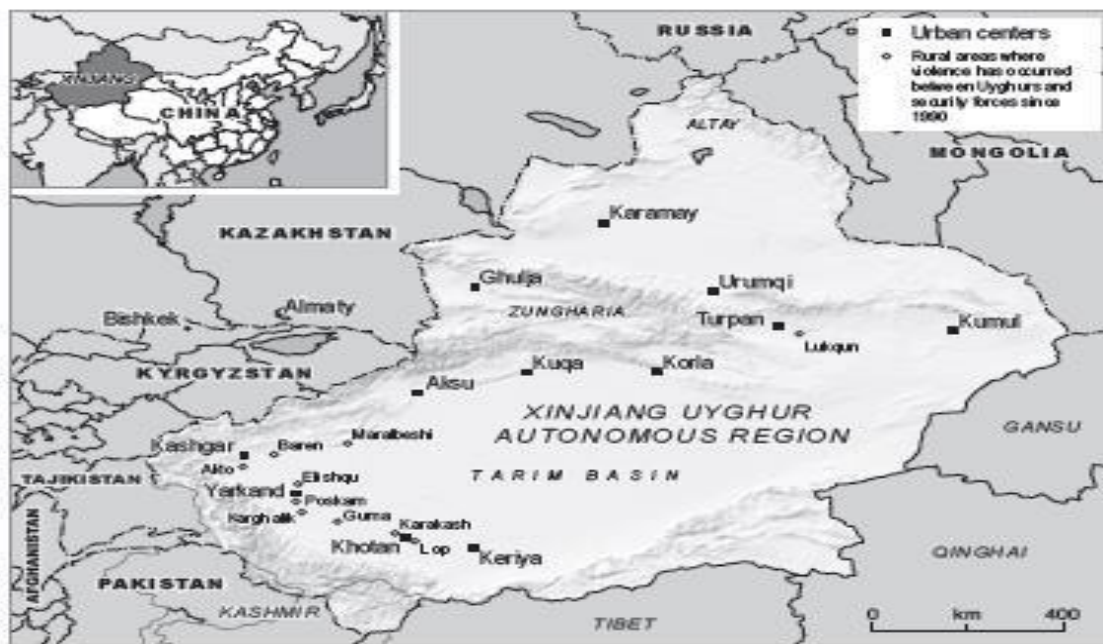 XINJIANG
CHINA
RUSSIA
Urban centers
Rural areas where
violence has occurred
between Uyghurs and
security forces since
1990
ALTAY
MONGOLIA
Karamay
KAZAKHSTAN
Ghulja
Urumqi
Almaty
ZUNGHARIA
Bishkek
Turpan
Kumul
Lukqun
KYRGYZSTAN
Kuqa
Korla
Aksu
XINJIANG UYGHUR
AUTONOMOUS REGION
GANSU
Maralbeshi
Kashgar
Baren
Akto
TARIM BASIN
TAJIKISTAN
Elishqu
Yarkand
Poskam
Karghalik
Guma
Karakash
Khotan
Lop
Keriya
QINGHAI
AFGHANISTAN
PAKISTAN
KASHMIR
TIBET
0 km 400